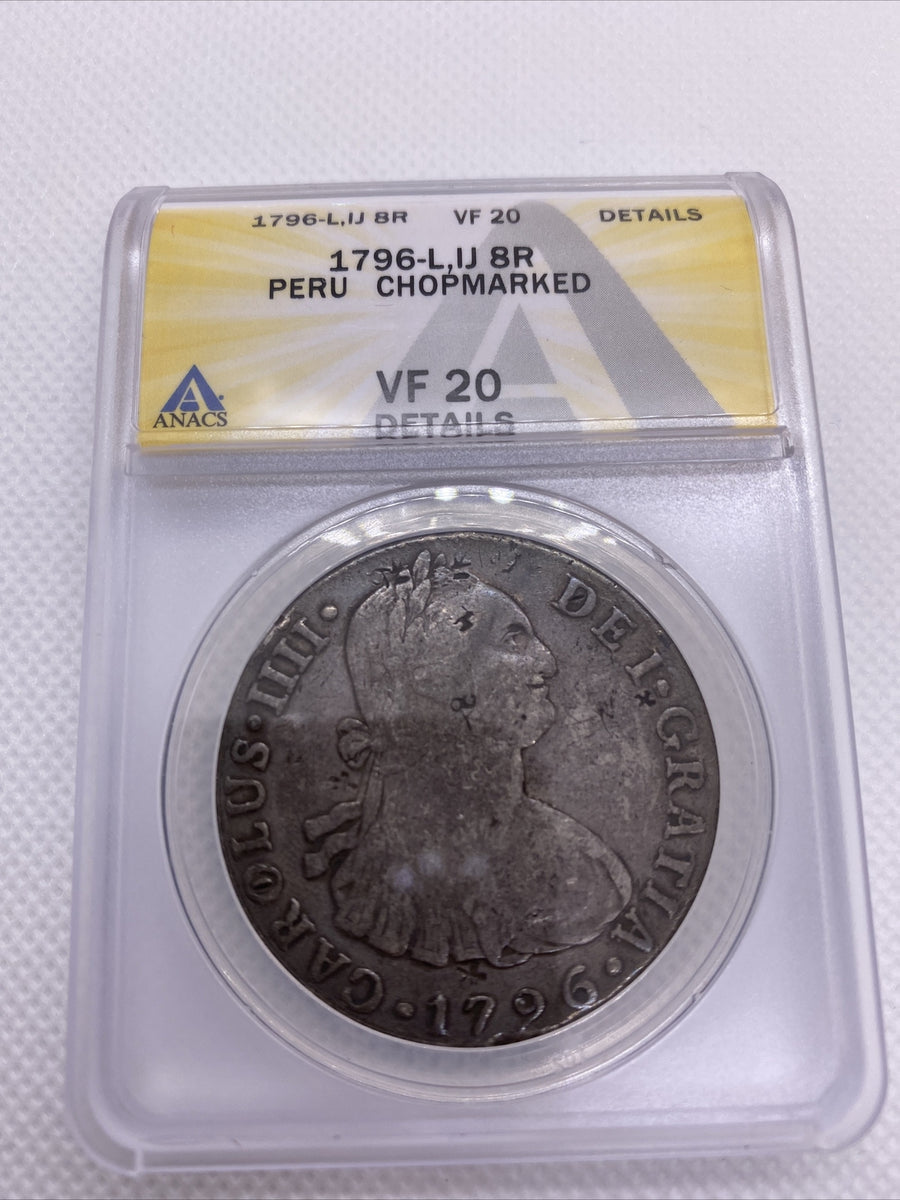 1796-L,IJ 8R VF 20 DETAILS
1796-L,IJ 8R
PERU CHOPMARKED
VF 20
DETAILS
ANACS
CAROLUS·IIII· DEI·GRATIA·
·1796·